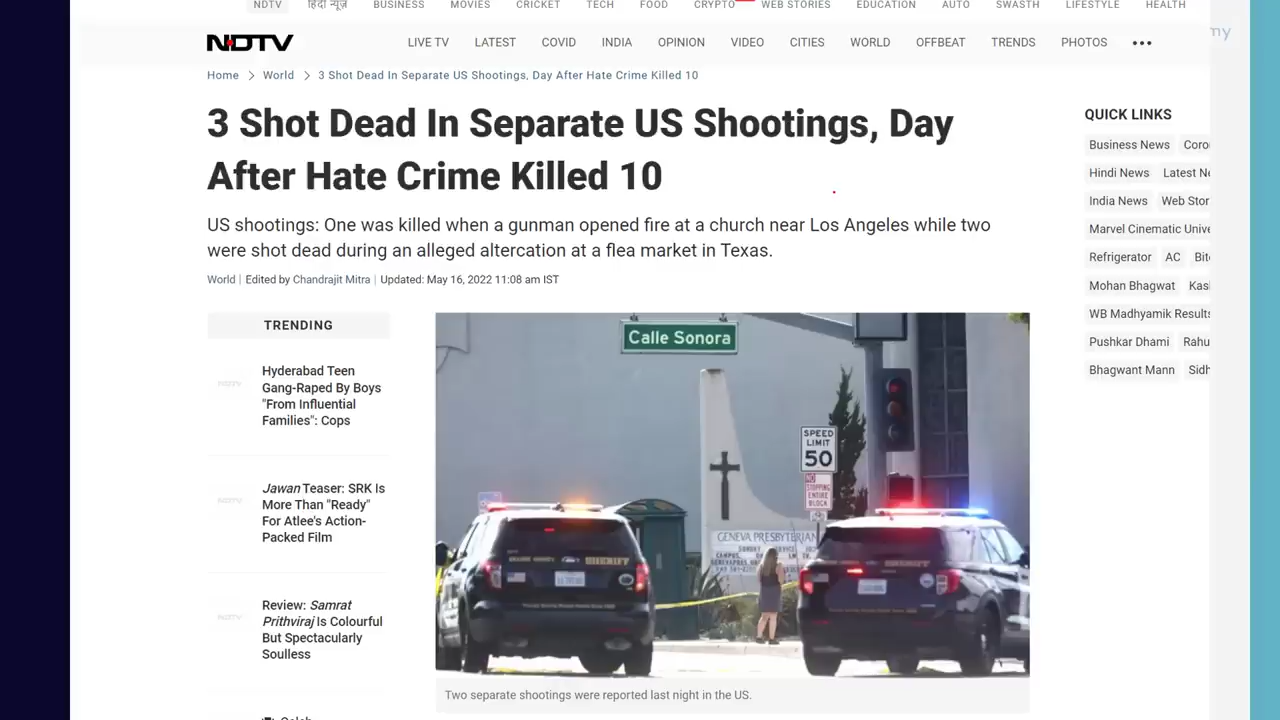 NDTV हिंदी न्यूज़ BUSINESS MOVIES CRICKET TECH FOOD CRYPTO WEB STORIES EDUCATION AUTO SWASTH LIFESTYLE HEALTH
my
NDTV LIVE TV LATEST COVID INDIA OPINION VIDEO CITIES WORLD OFFBEAT TRENDS PHOTOS
Home > World > 3 Shot Dead In Separate US Shootings, Day After Hate Crime Killed 10
3 Shot Dead In Separate US Shootings, Day
After Hate Crime Killed 10
US shootings: One was killed when a gunman opened fire at a church near Los Angeles while two
were shot dead during an alleged altercation at a flea market in Texas.
World | Edited by Chandrajit Mitra | Updated: May 16, 2022 11:08 am IST
TRENDING
Hyderabad Teen
Gang-Raped By Boys
"From Influential
Families": Cops
Jawan Teaser: SRK Is
More Than "Ready"
For Atlee's Action-
Packed Film
Review: Samrat
Prithviraj Is Colourful
But Spectacularly
Soulless
Calle Sonora
SPEED
LIMIT
50
NO
STOPPING
ENTIRE
BLOCK
GENEVA PRESBYTERIAN
SHERIFF
Two separate shootings were reported last night in the US.
QUICK LINKS
Business News Coro
Hindi News Latest Ne
India News Web Stor
Marvel Cinematic Unive
Refrigerator AC Bit
Mohan Bhagwat Kas
WB Madhyamik Results
Pushkar Dhami Rahu
Bhagwant Mann Sidh